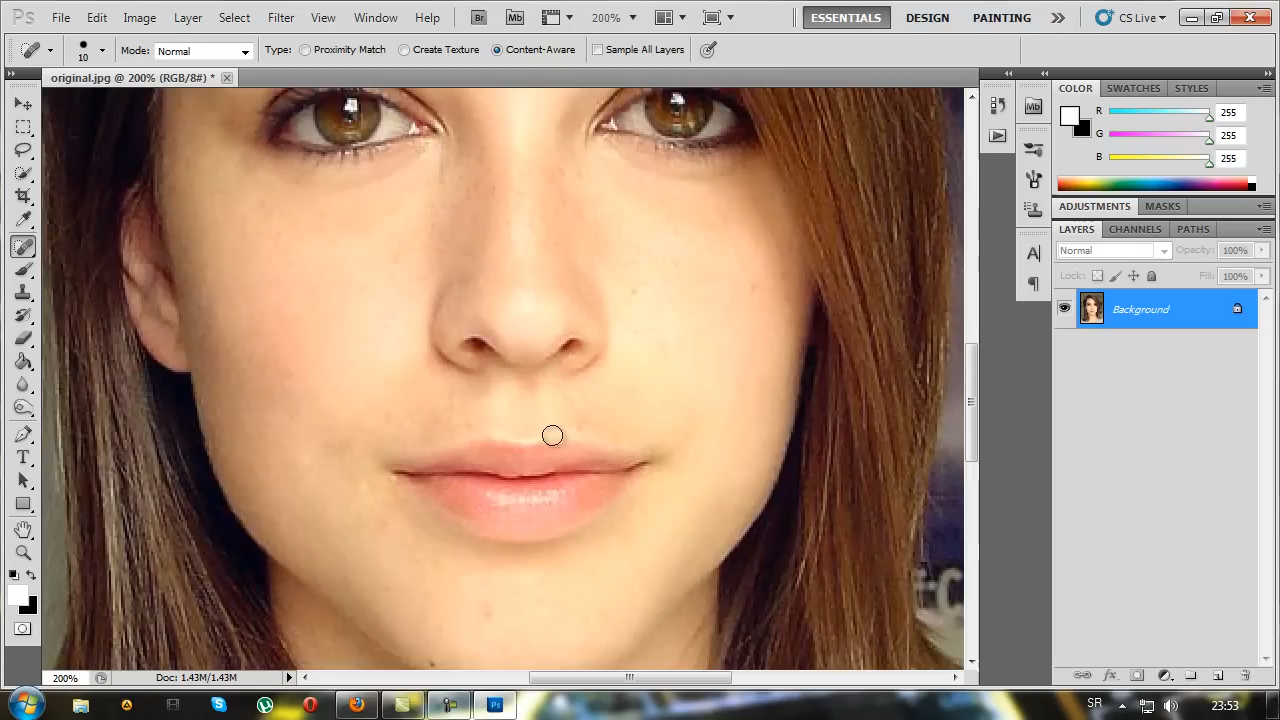 Ps File Edit Image Layer Select Filter View Window Help Br Mb 200% ESSENTIALS DESIGN PAINTING CS Live
10 Mode: Normal Type: Proximity Match Create Texture Content-Aware Sample All Layers
original.jpg @ 200% (RGB/8#) *
COLOR SWATCHES STYLES
Mb
R 255
G 255
B 255
ADJUSTMENTS MASKS
LAYERS CHANNELS PATHS
Normal Opacity: 100%
Lock: Fill: 100%
Background
200% Doc: 1.43M/1.43M
SR 23:53